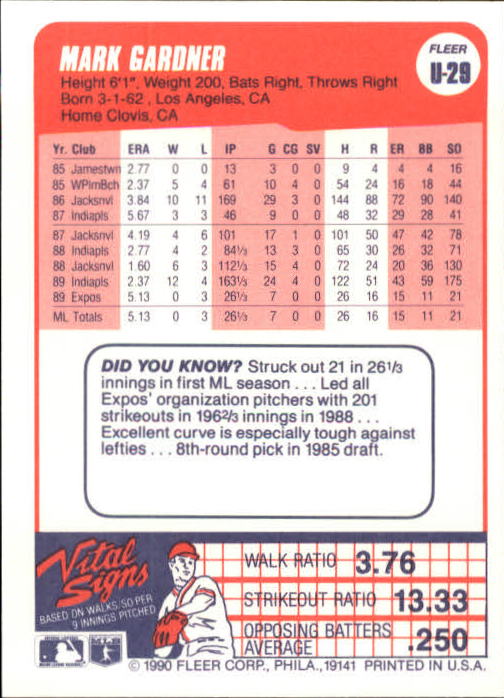 MARK GARDNER
FLEER
U-29
Height 6'1", Weight 200, Bats Right, Throws Right
Born 3-1-62 , Los Angeles, CA
Home Clovis, CA
Yr. Club ERA W L IP G CG SV H R ER BB SO
85 Jamestwn 2.77 0 0 13 3 0 0 9 4 4 4 16
85 WPlmBch 2.37 5 4 61 10 4 0 54 24 16 18 44
86 Jacksnvl 3.84 10 11 169 29 3 0 144 88 72 90 140
87 Indiapls 5.67 3 3 46 9 0 0 48 32 29 28 41
87 Jacksnvl 4.19 4 6 101 17 1 0 101 50 47 42 78
88 Indiapls 2.77 4 2 84⅓ 13 3 0 65 30 26 32 71
88 Jacksnvl 1.60 6 3 112⅓ 15 4 0 72 24 20 36 130
89 Indiapls 2.37 12 4 163⅓ 24 4 0 122 51 43 59 175
89 Expos 5.13 0 3 26⅓ 7 0 0 26 16 15 11 21
ML Totals 5.13 0 3 26⅓ 7 0 0 26 16 15 11 21
DID YOU KNOW? Struck out 21 in 26⅓
innings in first ML season . . . Led all
Expos' organization pitchers with 201
strikeouts in 196⅔ innings in 1988 . . .
Excellent curve is especially tough against
lefties . . . 8th-round pick in 1985 draft.
Vital
Signs
BASED ON WALKS/SO PER
9 INNINGS PITCHED
WALK RATIO 3.76
STRIKEOUT RATIO 13.33
OPPOSING BATTERS
AVERAGE .250
© 1990 FLEER CORP., PHILA., 19141 PRINTED IN U.S.A.